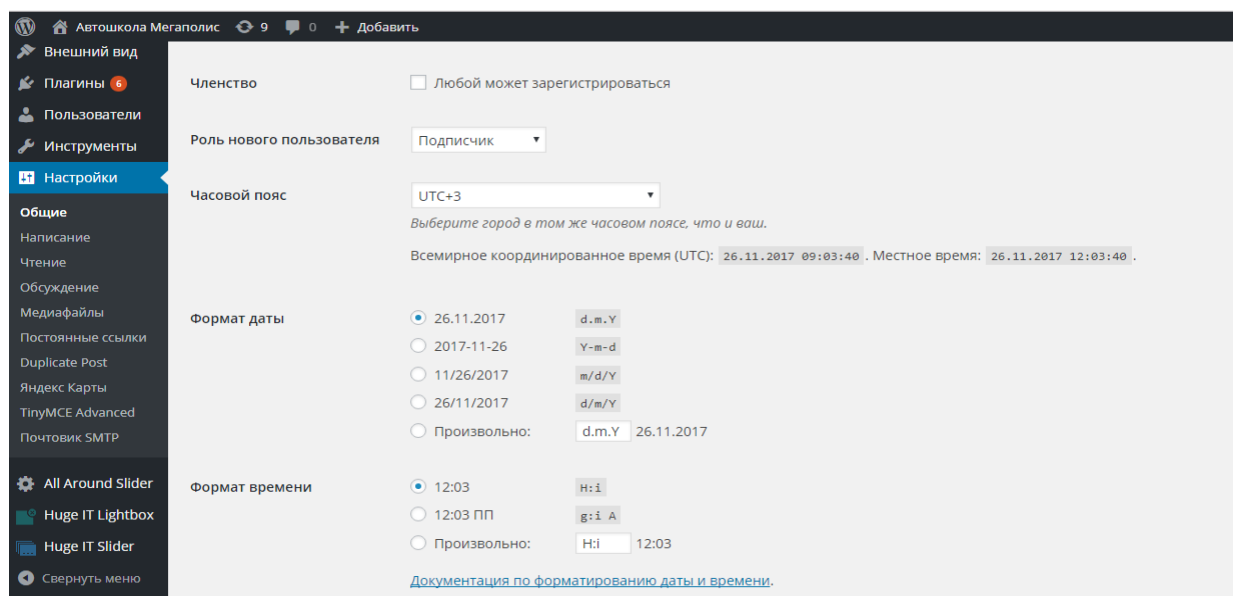 Автошкола Мегаполис 9 0 + Добавить
Внешний вид
Плагины 6
Пользователи
Инструменты
Настройки
Общие
Написание
Чтение
Обсуждение
Медиафайлы
Постоянные ссылки
Duplicate Post
Яндекс Карты
TinyMCE Advanced
Почтовик SMTP
All Around Slider
Huge IT Lightbox
Huge IT Slider
Свернуть меню
Членство Любой может зарегистрироваться
Роль нового пользователя Подписчик
Часовой пояс UTC+3
Выберите город в том же часовом поясе, что и ваш.
Всемирное координированное время (UTC): 26.11.2017 09:03:40 . Местное время: 26.11.2017 12:03:40 .
Формат даты 26.11.2017 d.m.Y
2017-11-26 Y-m-d
11/26/2017 m/d/Y
26/11/2017 d/m/Y
Произвольно: d.m.Y 26.11.2017
Формат времени 12:03 H:i
12:03 ПП g:i A
Произвольно: H:i 12:03
Документация по форматированию даты и времени.